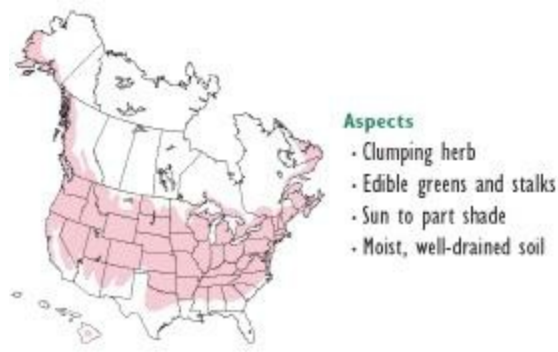 Aspects
· Clumping herb
· Edible greens and stalks
· Sun to part shade
· Moist, well-drained soil